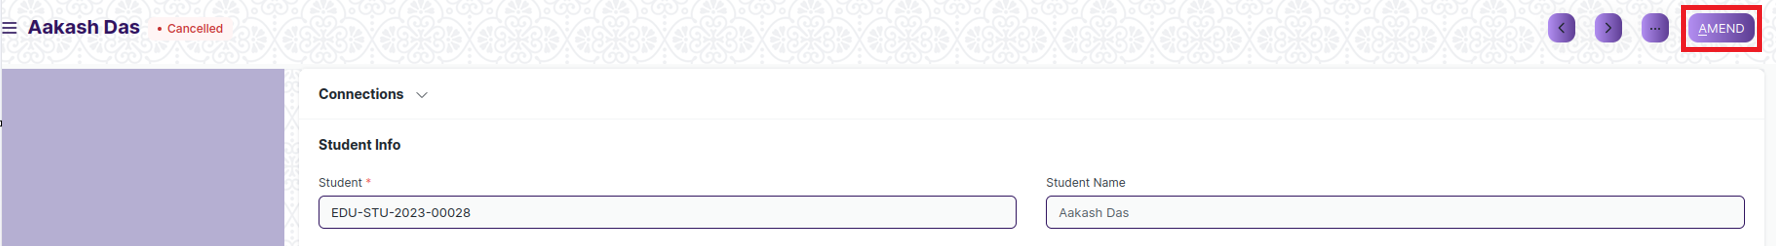 Aakash Das • Cancelled ... AMEND
Connections
Student Info
Student * Student Name
EDU-STU-2023-00028 Aakash Das